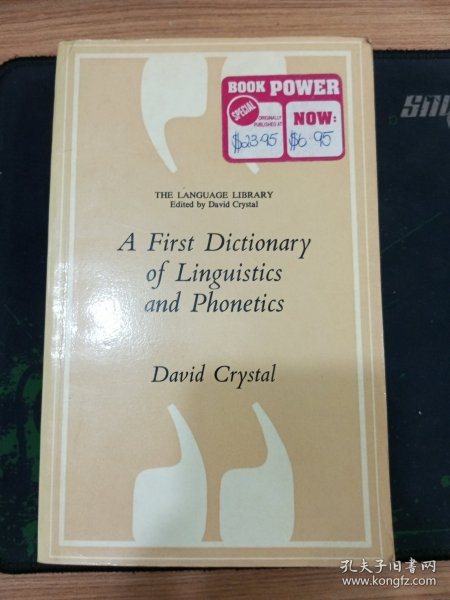 BOOK POWER
SPECIAL
ORIGINALLY
PUBLISHED AT
NOW:
$23.95
$6.95
THE LANGUAGE LIBRARY
Edited by David Crystal
A First Dictionary
of Linguistics
and Phonetics
David Crystal
孔夫子旧书网
www.kongfz.com